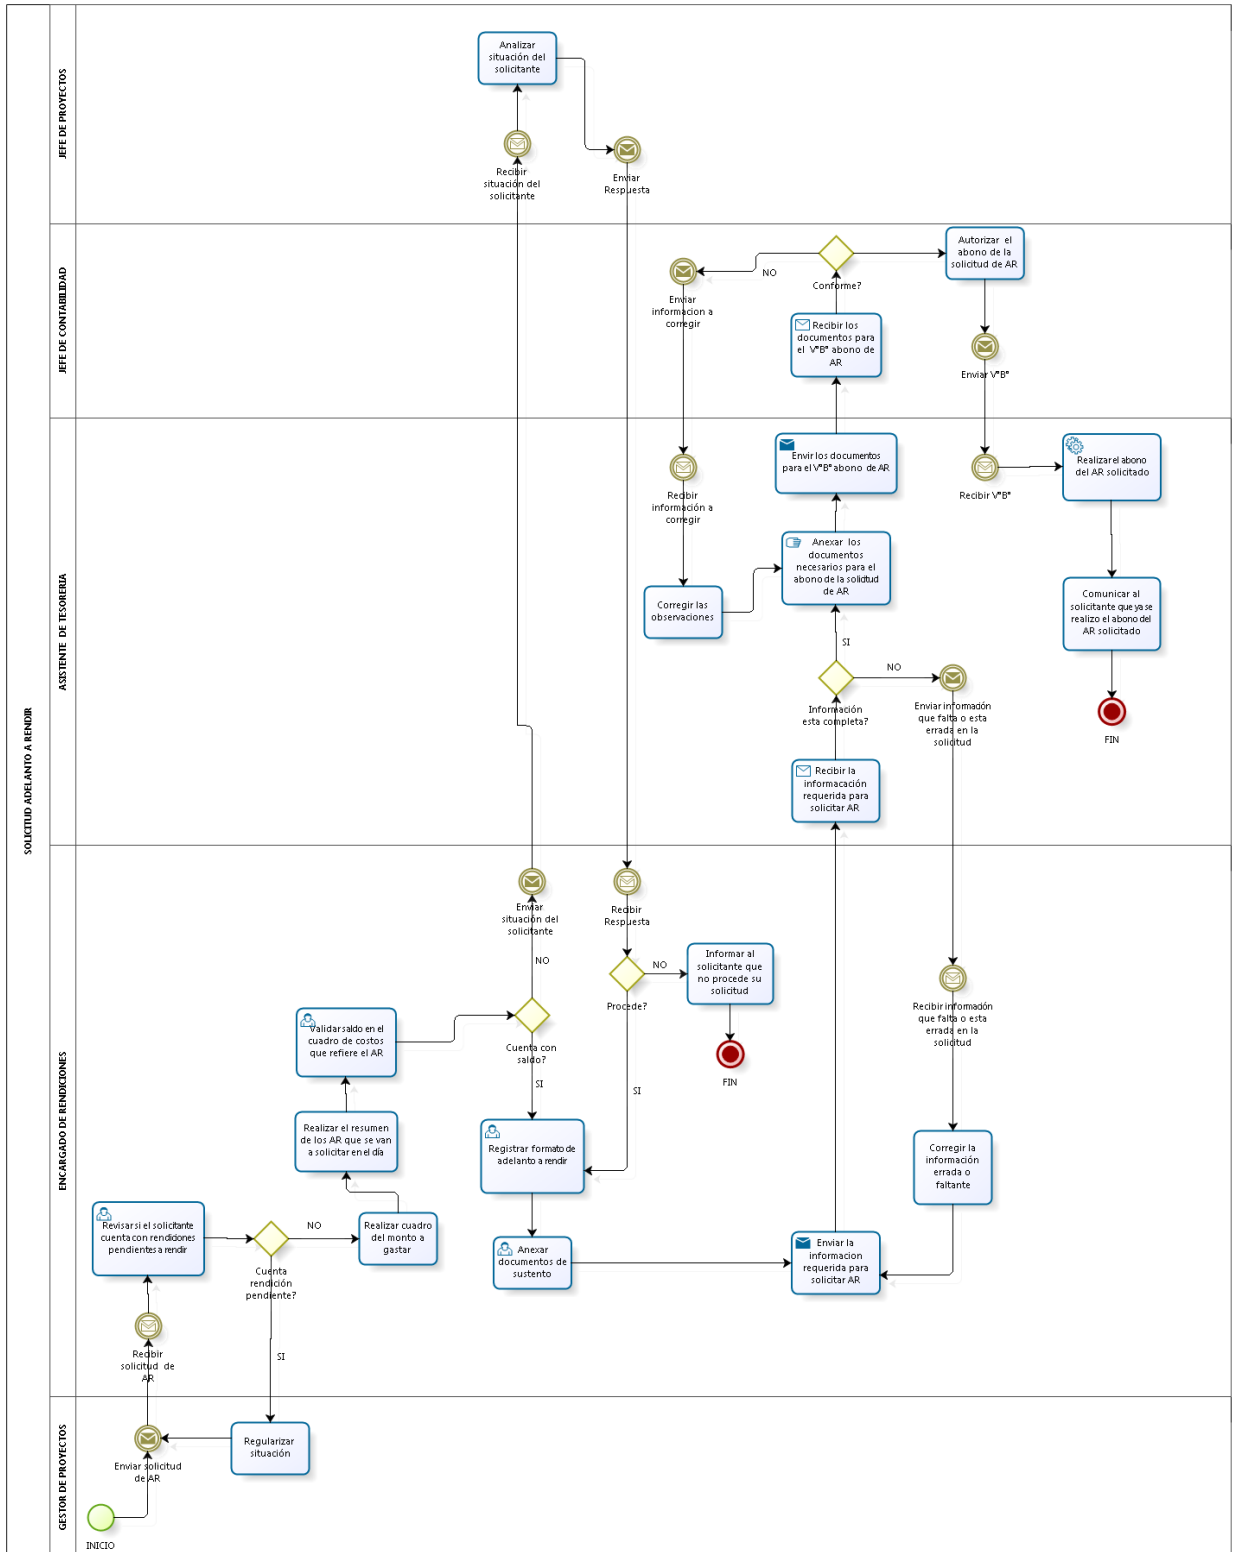 SOLICITUD ADELANTO A RENDIR
JEFE DE PROYECTOS
Analizar
situación del
solicitante
Recibir
situación del
solicitante
Enviar
Respuesta
JEFE DE CONTABILIDAD
Autorizar el
abono de la
solicitud de AR
NO
Conforme?
Enviar
informacion a
corregir
Recibir los
documentos para
el V°B° abono de
AR
Enviar V°B°
ASISTENTE DE TESORERIA
Envir los documentos
para el V°B° abono de AR
Realizar el abono
del AR solicitado
Recibir
información a
corregir
Recibir V°B°
Anexar los
documentos
necesarios para el
abono de la solidtud
de AR
Corregir las
observaciones
Comunicar al
solicitante que ya se
realizo el abono del
AR solicitado
SI
NO
Información
esta completa?
Enviar información
que falta o esta
errada en la
solicitud
FIN
Recibir la
informacación
requerida para
solicitar AR
ENCARGADO DE RENDICIONES
Enviar
situación del
solicitante
Recibir
Respuesta
NO
Informar al
solicitante que
no procede su
solicitud
NO
Procede?
Recibir información
que falta o esta
errada en la
solicitud
Validar saldo en el
cuadro de costos
que refiere el AR
Cuenta con
saldo?
FIN
SI
SI
Realizar el resumen
de los AR que se van
a solicitar en el día
Registrar formato de
adelanto a rendir
Corregir la
información
errada o
faltante
Revisar si el solicitante
cuenta con rendiciones
pendientes a rendir
NO
Realizar cuadro
del monto a
gastar
Anexar
documentos de
sustento
Enviar la
informacion
requerida para
solicitar AR
Cuenta
rendición
pendiente?
SI
Recibir
solicitud de
AR
GESTOR DE PROYECTOS
Regularizar
situación
Enviar solicitud
de AR
INICIO